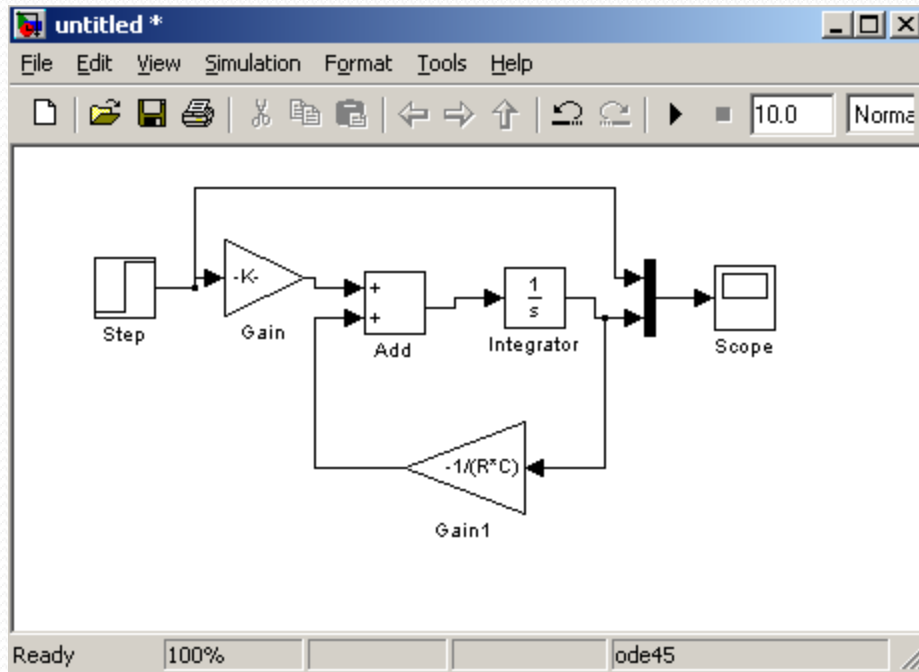 untitled *
File Edit View Simulation Format Tools Help
10.0 Norma
-K-
Step
Gain
+
+
Add
1
s
Integrator
Scope
-1/(R*C)
Gain1
Ready 100% ode45